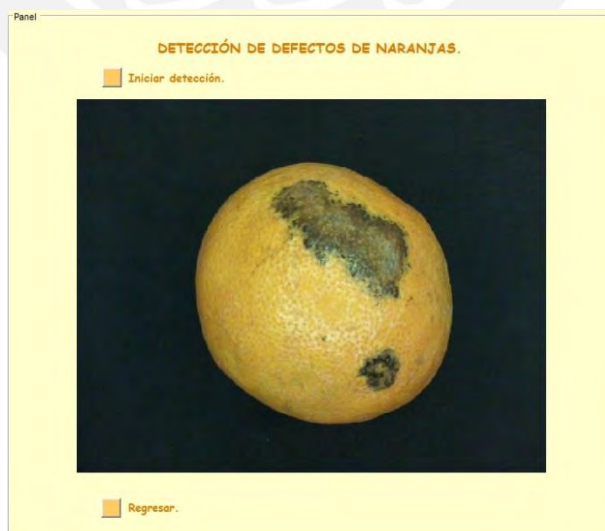 Panel
DETECCIÓN DE DEFECTOS DE NARANJAS.
Iniciar detección.
Regresar.